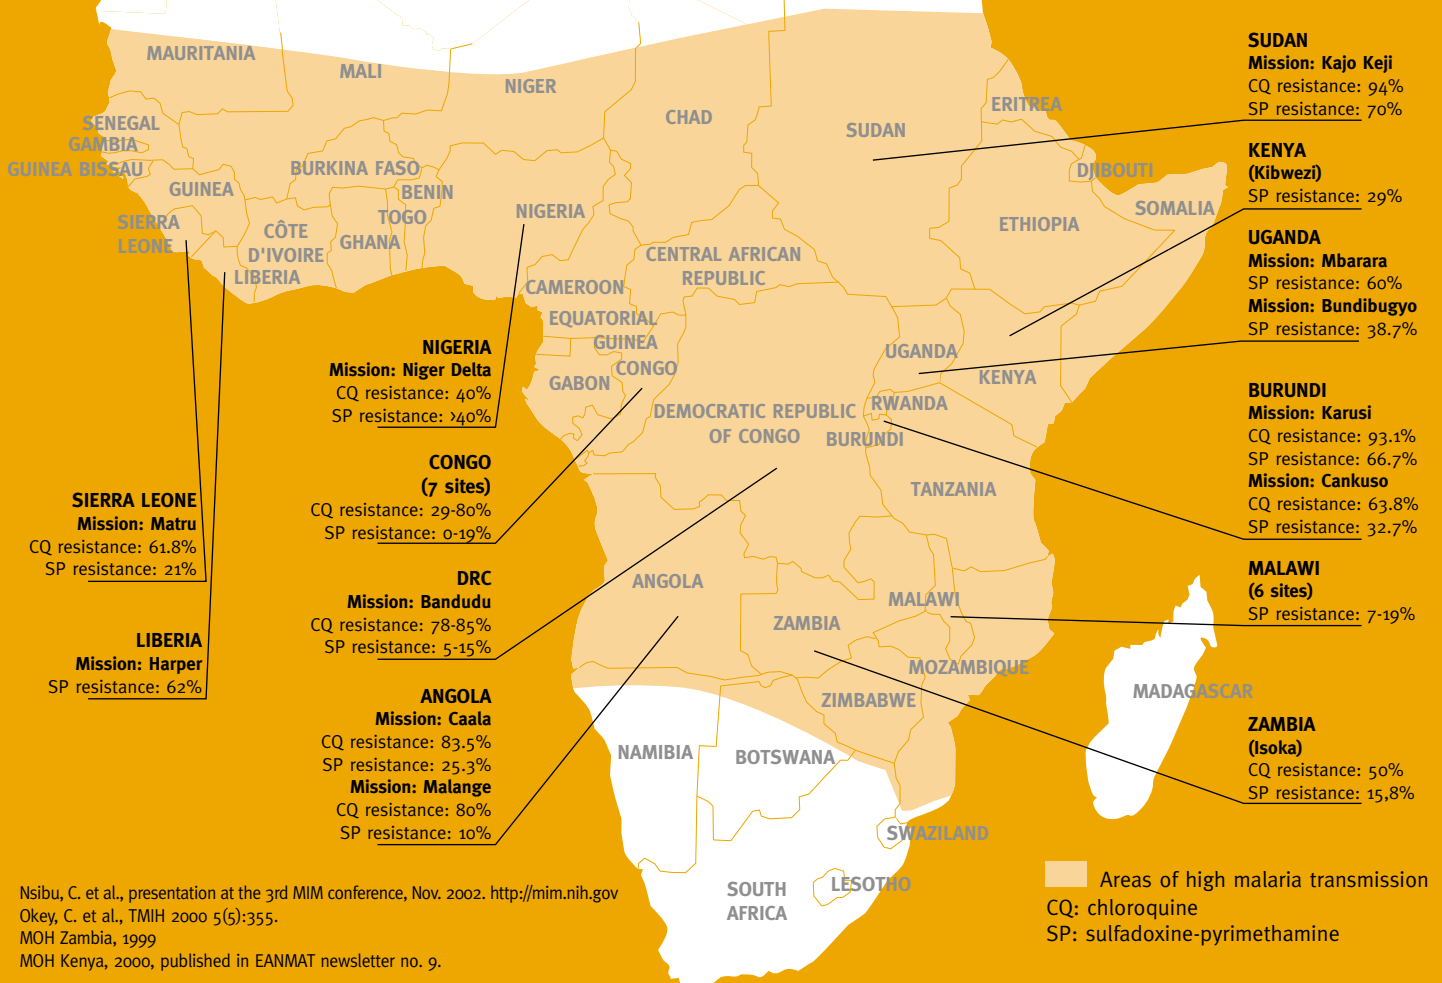 MAURITANIA
MALI
NIGER
CHAD
SUDAN
ERITREA
DJIBOUTI
SOMALIA
ETHIOPIA
SENEGAL
GAMBIA
GUINEA BISSAU
GUINEA
SIERRA
LEONE
CÔTE
D'IVOIRE
LIBERIA
BURKINA FASO
GHANA
TOGO
BENIN
NIGERIA
CENTRAL AFRICAN
REPUBLIC
CAMEROON
EQUATORIAL
GUINEA
GABON
CONGO
DEMOCRATIC REPUBLIC
OF CONGO
UGANDA
KENYA
RWANDA
BURUNDI
TANZANIA
ANGOLA
ZAMBIA
MALAWI
MOZAMBIQUE
ZIMBABWE
NAMIBIA
BOTSWANA
MADAGASCAR
SWAZILAND
LESOTHO
SOUTH
AFRICA
SIERRA LEONE
Mission: Matru
CQ resistance: 61.8%
SP resistance: 21%
LIBERIA
Mission: Harper
SP resistance: 62%
NIGERIA
Mission: Niger Delta
CQ resistance: 40%
SP resistance: >40%
CONGO
(7 sites)
CQ resistance: 29-80%
SP resistance: 0-19%
DRC
Mission: Bandudu
CQ resistance: 78-85%
SP resistance: 5-15%
ANGOLA
Mission: Caala
CQ resistance: 83.5%
SP resistance: 25.3%
Mission: Malange
CQ resistance: 80%
SP resistance: 10%
SUDAN
Mission: Kajo Keji
CQ resistance: 94%
SP resistance: 70%
KENYA
(Kibwezi)
SP resistance: 29%
UGANDA
Mission: Mbarara
SP resistance: 60%
Mission: Bundibugyo
SP resistance: 38.7%
BURUNDI
Mission: Karusi
CQ resistance: 93.1%
SP resistance: 66.7%
Mission: Cankuso
CQ resistance: 63.8%
SP resistance: 32.7%
MALAWI
(6 sites)
SP resistance: 7-19%
ZAMBIA
(Isoka)
CQ resistance: 50%
SP resistance: 15,8%
Areas of high malaria transmission
CQ: chloroquine
SP: sulfadoxine-pyrimethamine
Nsibu, C. et al., presentation at the 3rd MIM conference, Nov. 2002. http://mim.nih.gov
Okey, C. et al., TMIH 2000 5(5):355.
MOH Zambia, 1999
MOH Kenya, 2000, published in EANMAT newsletter no. 9.